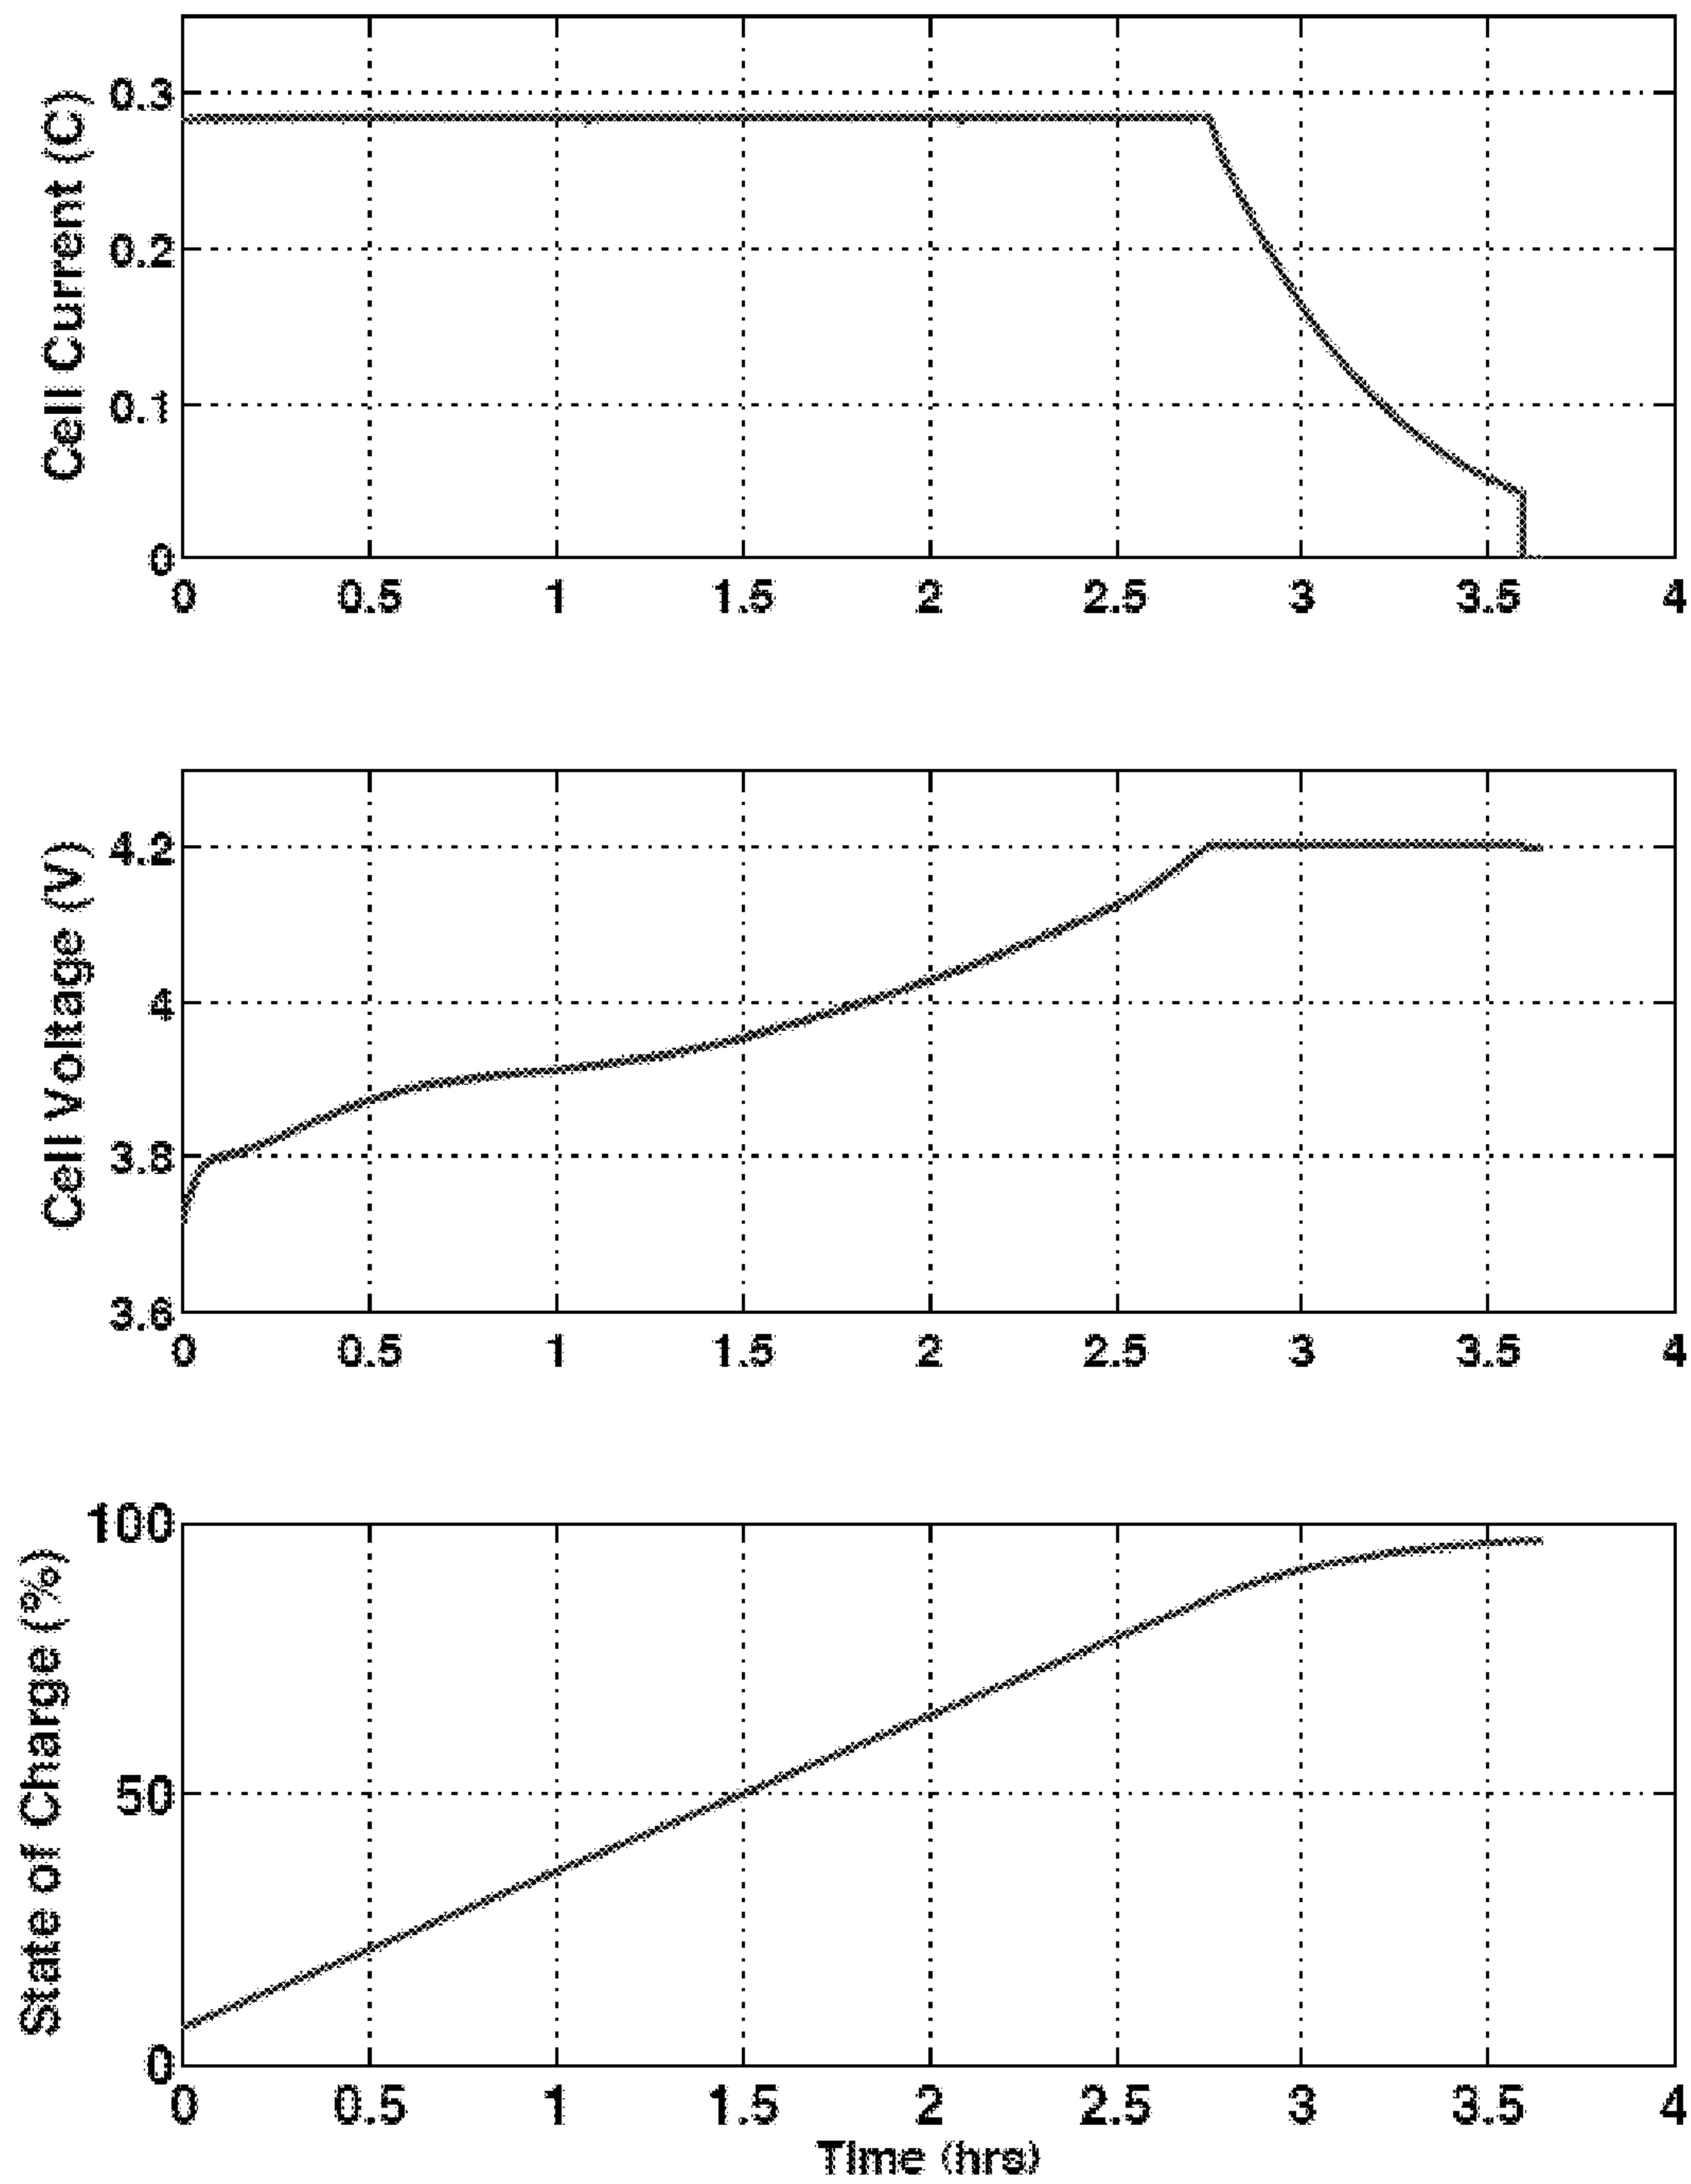 Cell Current (C)
0.3
0.2
0.1
0
0 0.5 1 1.5 2 2.5 3 3.5 4
Cell Voltage (V)
4.2
4
3.8
3.6
0 0.5 1 1.5 2 2.5 3 3.5 4
State of Charge (%)
100
50
0
0 0.5 1 1.5 2 2.5 3 3.5 4
Time (hrs)